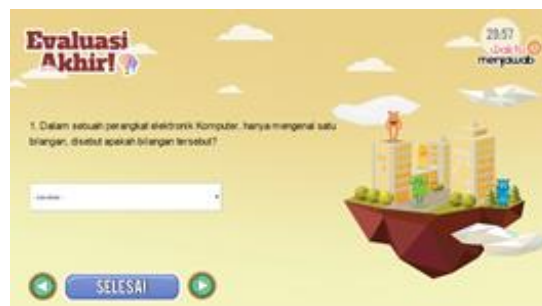 Evaluasi
Akhir!
29:57
waktu
menjawab
1. Dalam sebuah perangkat elektronik Komputer, hanya mengenal satu
bilangan, disebut apakah bilangan tersebut?
SELESAI